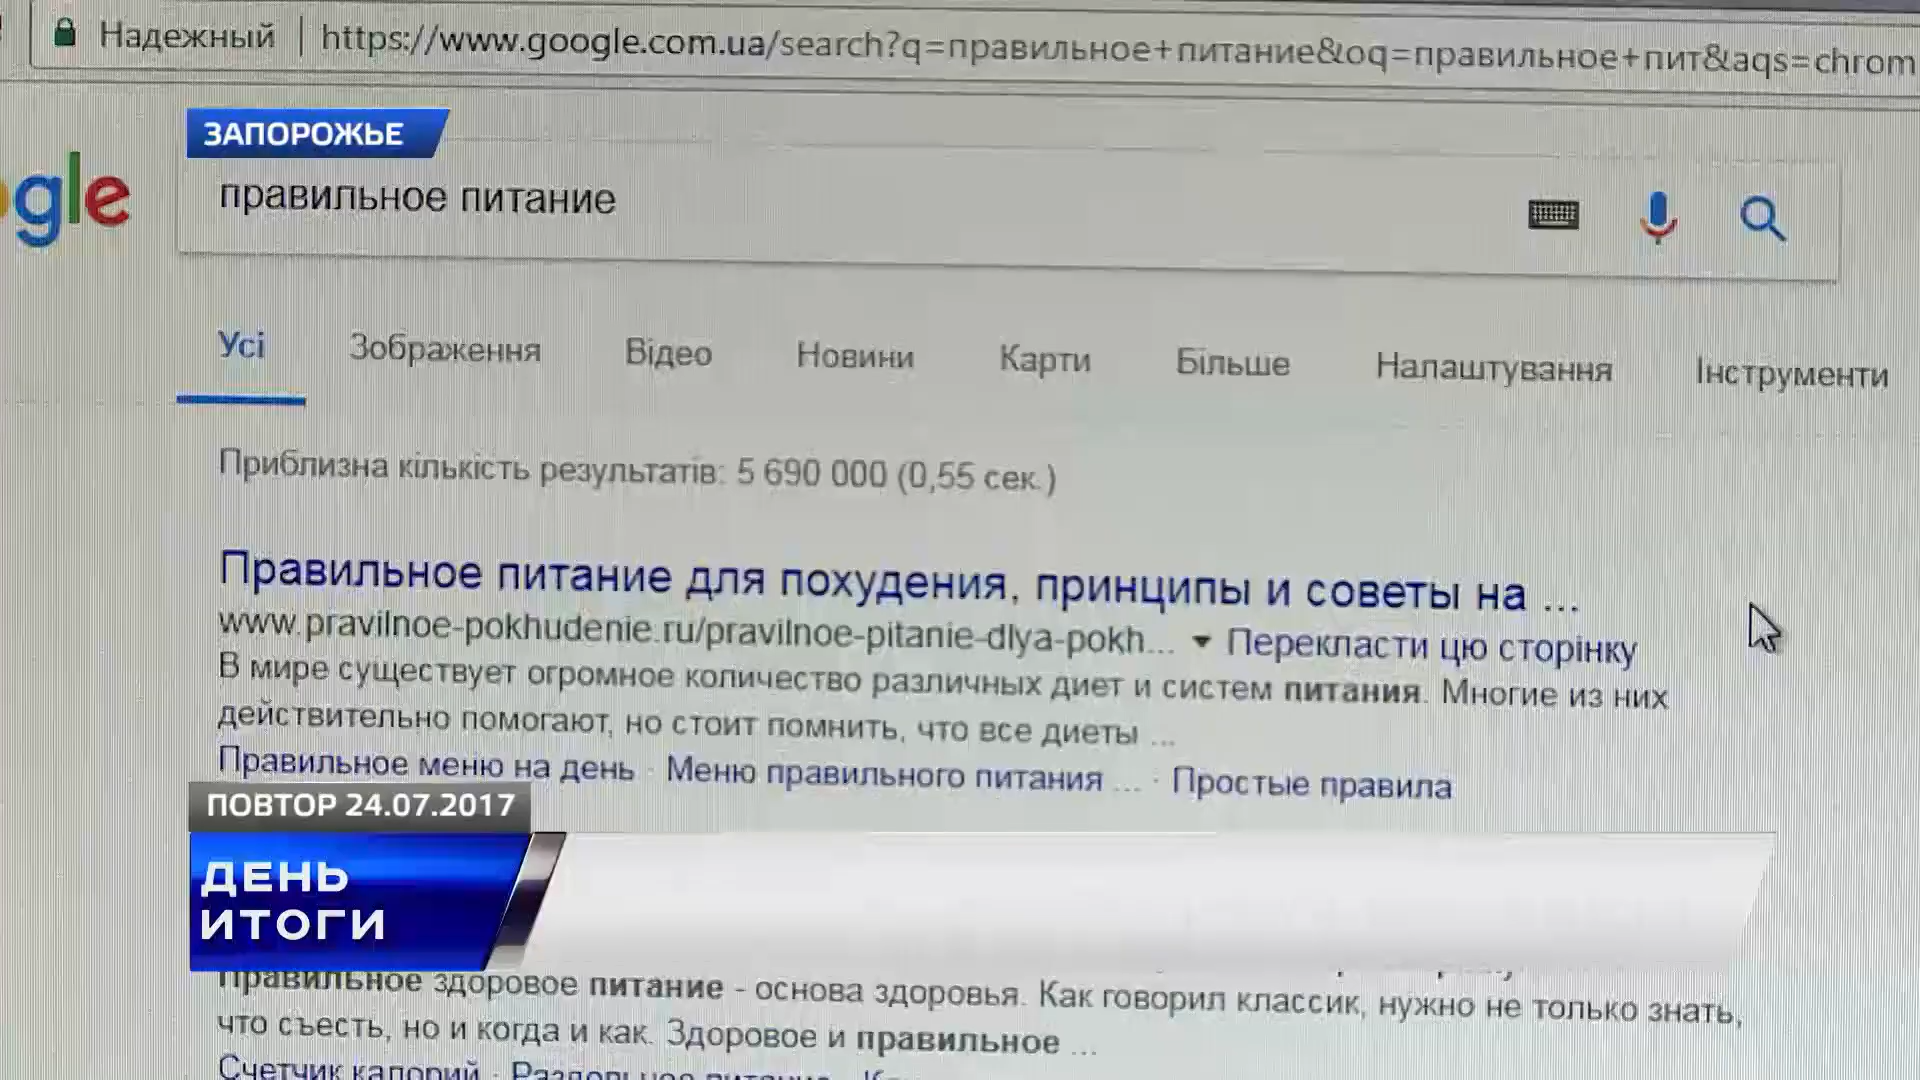 Надежный | https://www.google.com.ua/search?q=правильное+питание&oq=правильное+пит&aqs=chrom
ЗАПОРОЖЬЕ
gle
правильное питание
Усі Зображення Відео Новини Карти Більше Налаштування Інструменти
Приблизна кількість результатів: 5 690 000 (0,55 сек.)
Правильное питание для похудения, принципы и советы на ...
www.pravilnoe-pokhudenie.ru/pravilnoe-pitanie-dlya-pokh... Перекласти цю сторінку
В мире существует огромное количество различных диет и систем питания. Многие из них
действительно помогают, но стоит помнить, что все диеты ...
Правильное меню на день · Меню правильного питания ... · Простые правила
ПОВТОР 24.07.2017
ДЕНЬ
ИТОГИ
Правильное здоровое питание - основа здоровья. Как говорил классик, нужно не только знать,
что съесть, но и когда и как. Здоровое и правильное ...
Счетчик калорий · Раздельное питание